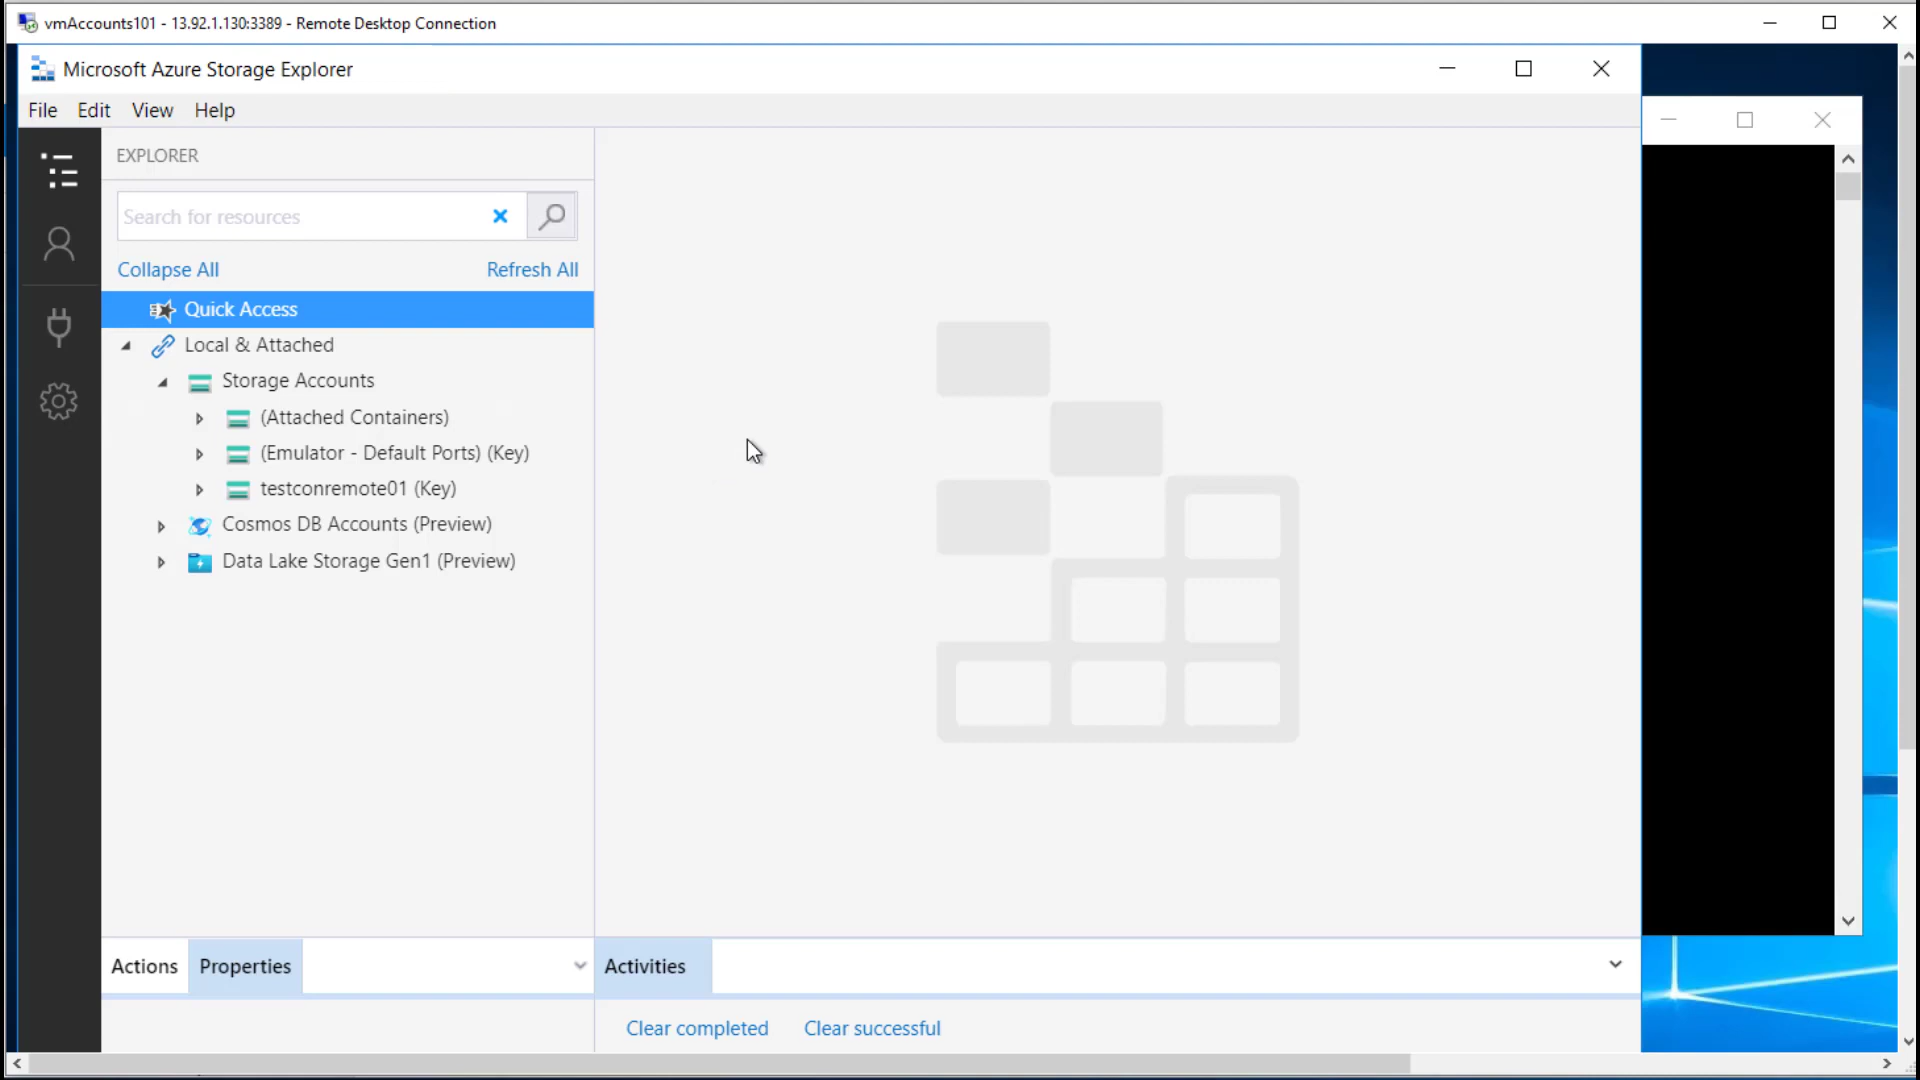 vmAccounts101 - 13.92.1.130:3389 - Remote Desktop Connection
Microsoft Azure Storage Explorer
File Edit View Help
EXPLORER
Search for resources
Collapse All Refresh All
Quick Access
Local & Attached
Storage Accounts
(Attached Containers)
(Emulator - Default Ports) (Key)
testconremote01 (Key)
Cosmos DB Accounts (Preview)
Data Lake Storage Gen1 (Preview)
Actions Properties Activities
Clear completed Clear successful